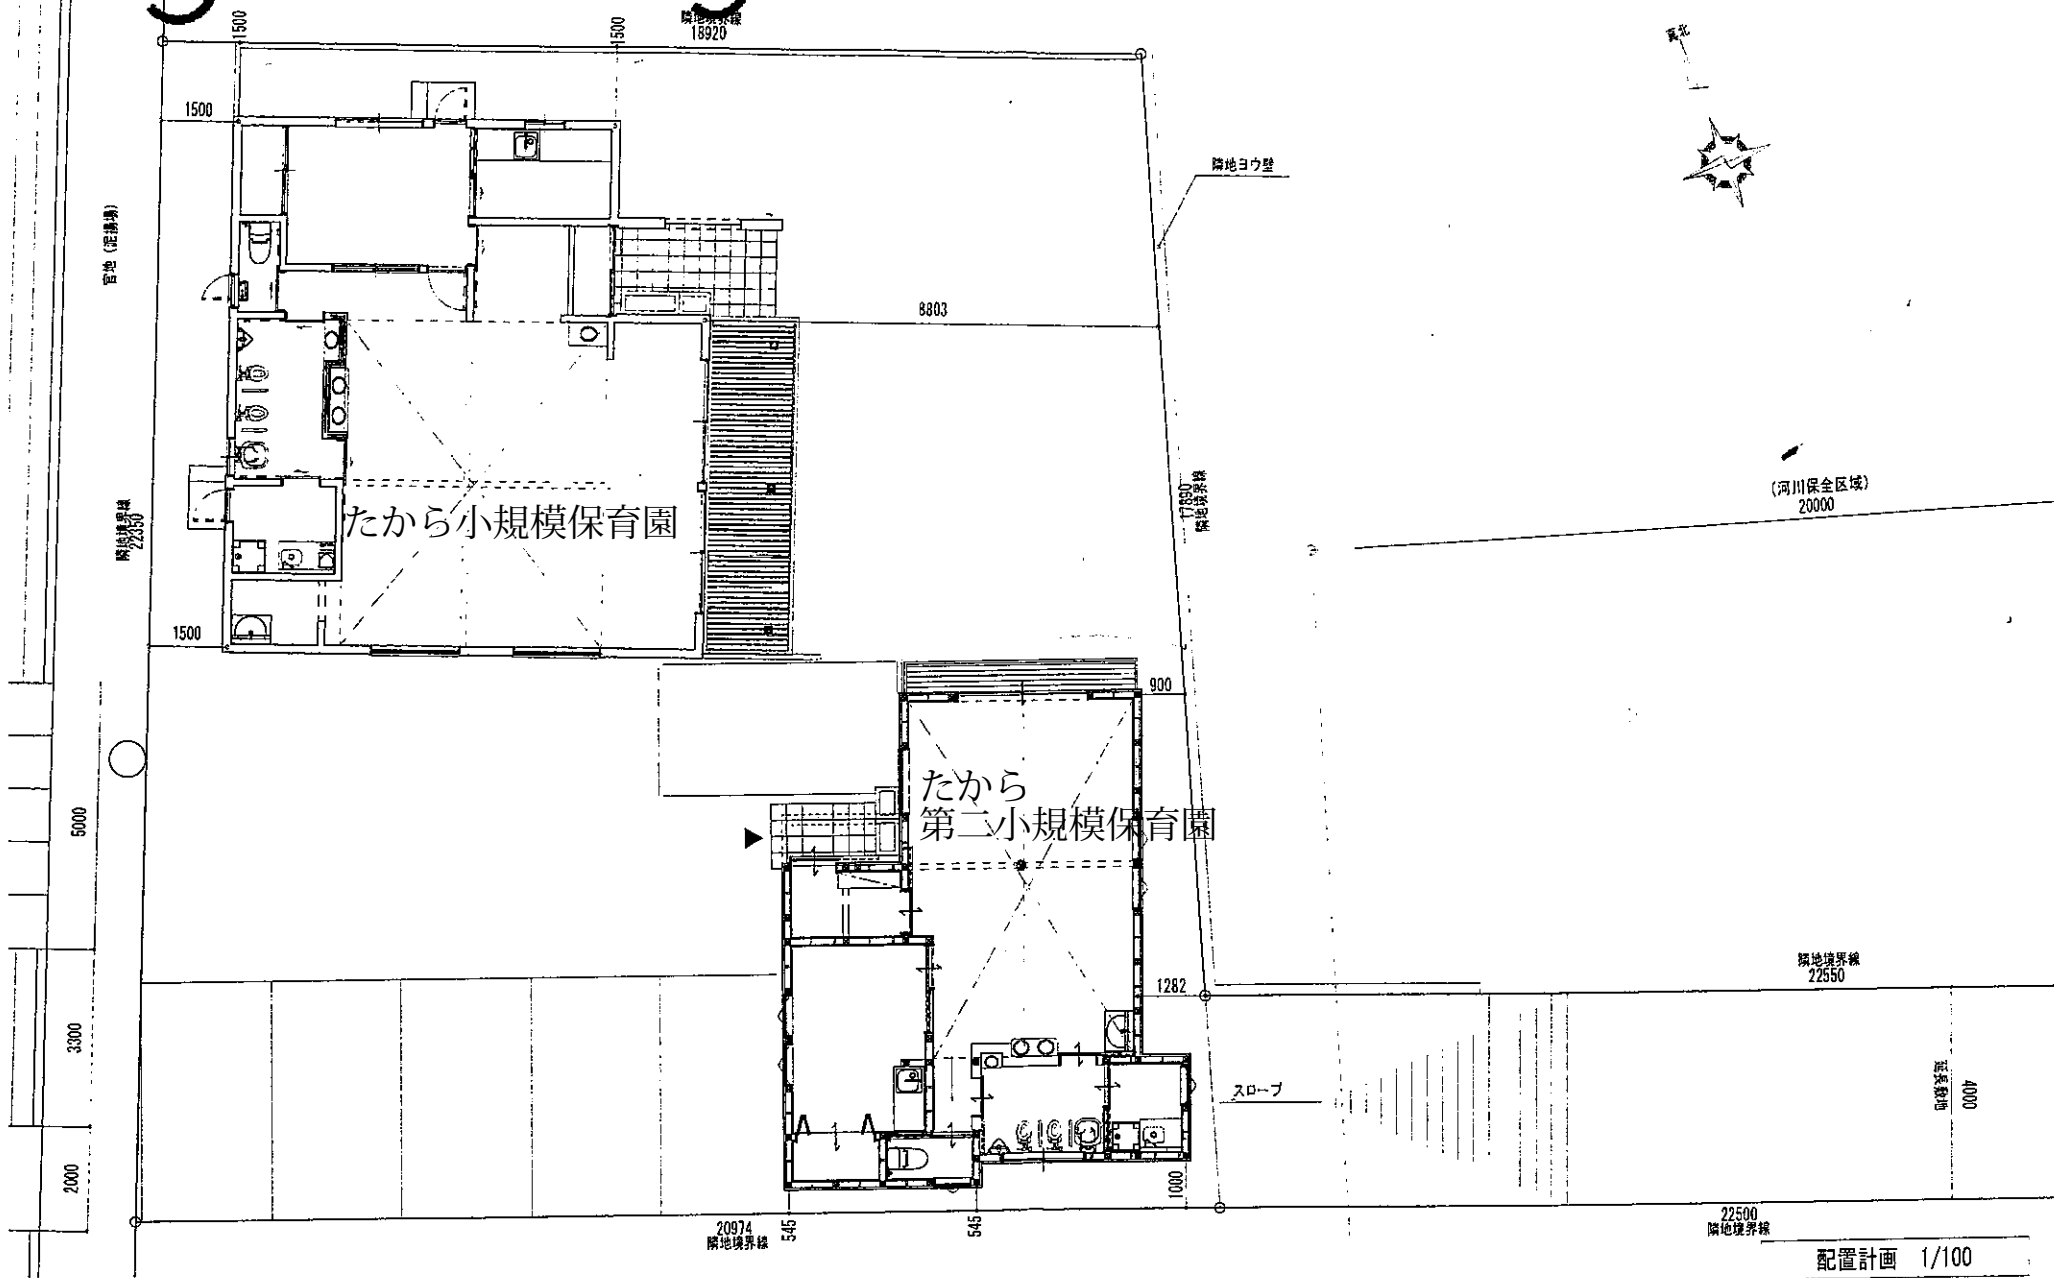 隣地境界線
18920
1500
1500
真北
1500
隣地ヨウ壁
官地（泥揚場）
8803
(河川保全区域)
20000
17890
隣地境界線
隣地境界線
22350
たから小規模保育園
1500
900
たから
第二小規模保育園
5000
隣地境界線
22550
1282
3300
スロープ
延長敷地
4000
2000
1000
20974
隣地境界線
545
545
22500
隣地境界線
配置計画 1/100